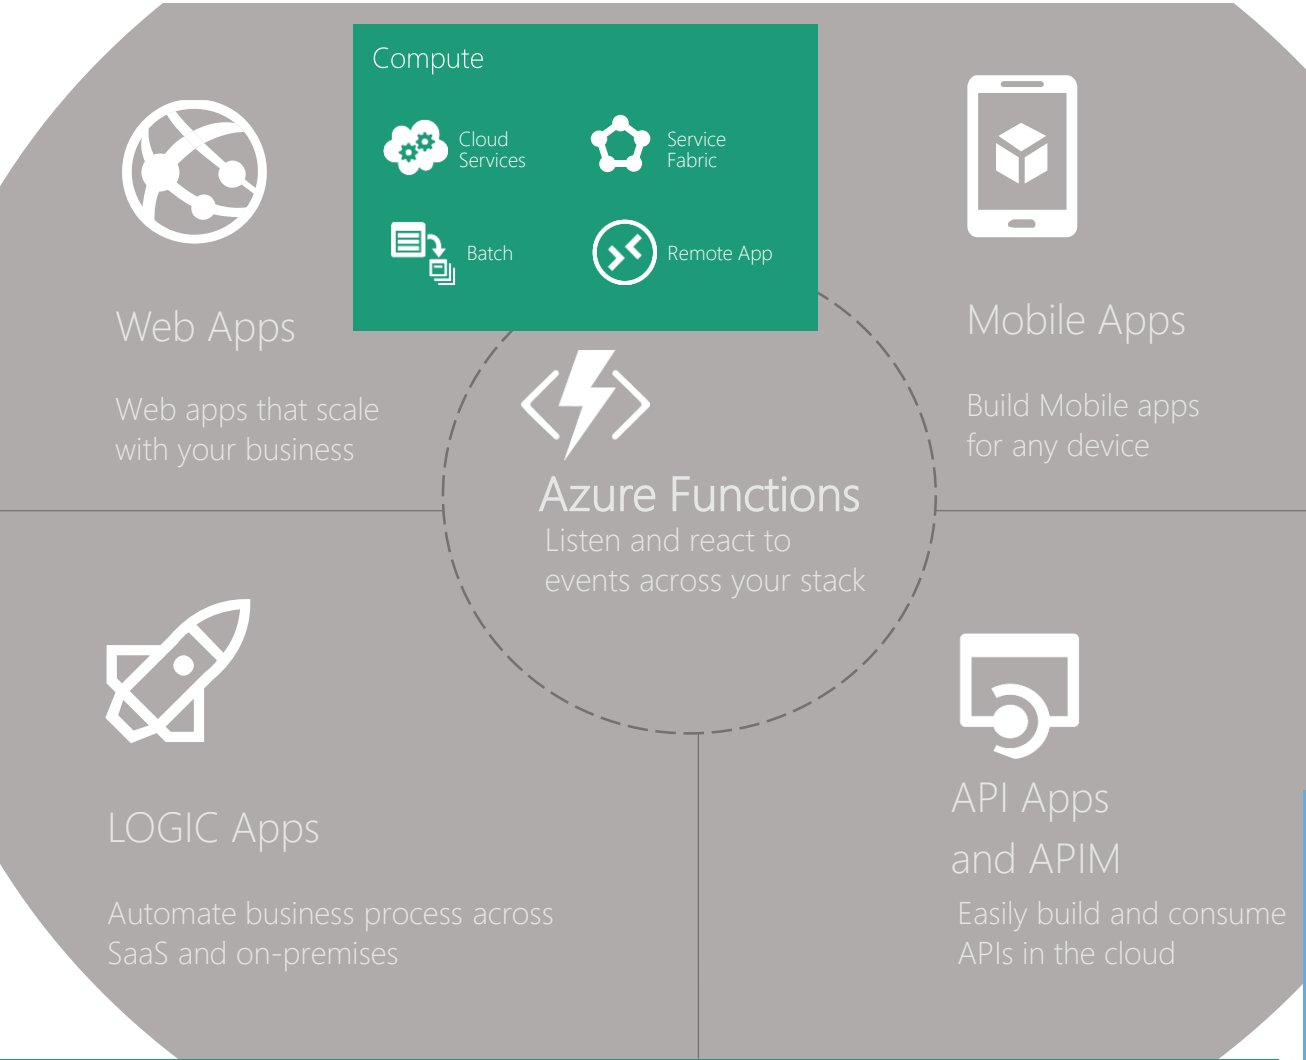 Compute
Cloud
Services
Service
Fabric
Batch
Remote App
Web Apps
Web apps that scale
with your business
Mobile Apps
Build Mobile apps
for any device
Azure Functions
Listen and react to
events across your stack
LOGIC Apps
Automate business process across
SaaS and on-premises
API Apps
and APIM
Easily build and consume
APIs in the cloud